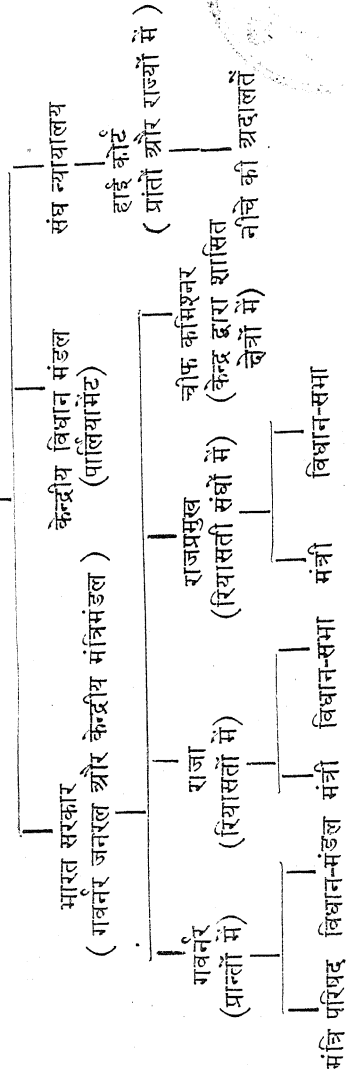 भारत सरकार
( गवर्नर जनरल और केन्द्रीय मंत्रिमंडल )
केन्द्रीय विधान मंडल
(पार्लियामेंट)
संघ न्यायालय
हाई कोर्ट
( प्रांतों और राज्यों में )
नीचे की अदालतें
गवर्नर
(प्रान्तों में)
राजा
(रियासतों में)
राजप्रमुख
(रियासती संघों में)
चीफ कमिश्नर
(केन्द्र द्वारा शासित
क्षेत्रों में)
मंत्रि परिषद् विधान-मंडल
मंत्री विधान-सभा
मंत्री विधान-सभा